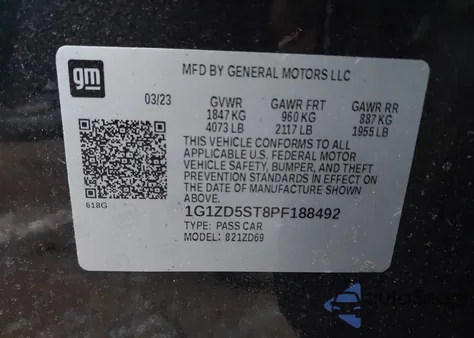 gm
MFD BY GENERAL MOTORS LLC
03/23 GVWR GAWR FRT GAWR RR
1847 KG 960 KG 887 KG
4073 LB 2117 LB 1955 LB
THIS VEHICLE CONFORMS TO ALL
APPLICABLE U.S. FEDERAL MOTOR
VEHICLE SAFETY, BUMPER, AND THEFT
PREVENTION STANDARDS IN EFFECT ON
THE DATE OF MANUFACTURE SHOWN
ABOVE.
618G
1G1ZD5ST8PF188492
TYPE: PASS CAR
MODEL: 821ZD69